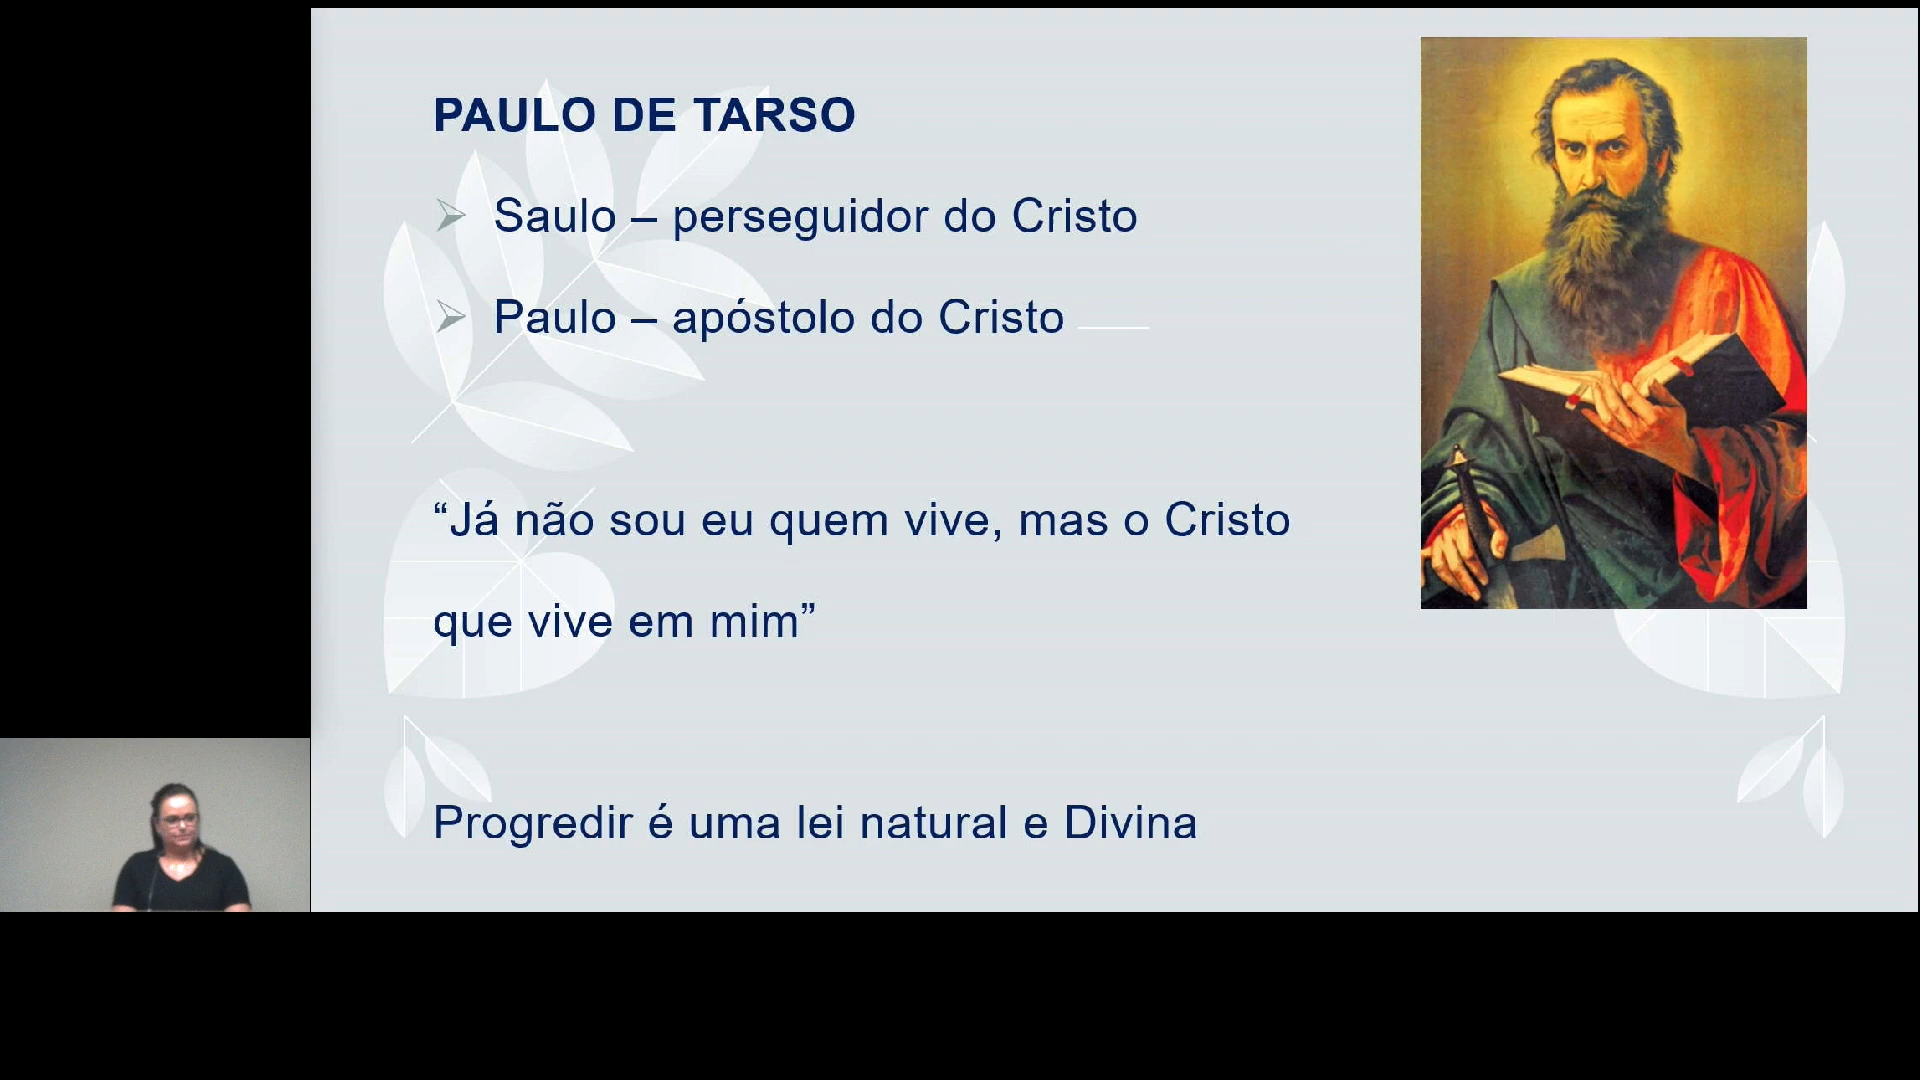 PAULO DE TARSO
Saulo – perseguidor do Cristo
Paulo – apóstolo do Cristo
“Já não sou eu quem vive, mas o Cristo
que vive em mim”
Progredir é uma lei natural e Divina